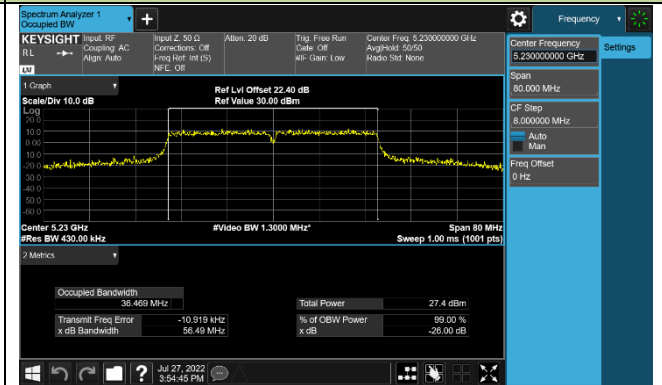 Spectrum Analyzer 1
Occupied BW
Frequency
KEYSIGHT
RL
LXI
Input: RF
Coupling: AC
Align: Auto
Input Z: 50 Ω
Corrections: Off
Freq Ref: Int (S)
NFE: Off
Atten: 20 dB
Trig: Free Run
Gate: Off
#IF Gain: Low
Center Freq: 5.230000000 GHz
Avg|Hold: 50/50
Radio Std: None
Center Frequency
5.230000000 GHz
Settings
Span
80.000 MHz
CF Step
8.000000 MHz
Auto
Man
Freq Offset
0 Hz
1 Graph
Scale/Div 10.0 dB
Ref Lvl Offset 22.40 dB
Ref Value 30.00 dBm
Log
20.0
10.0
0.00
-10.0
-20.0
-30.0
-40.0
-50.0
-60.0
Center 5.23 GHz
#Video BW 1.3000 MHz*
Span 80 MHz
#Res BW 430.00 kHz
Sweep 1.00 ms (1001 pts)
2 Metrics
Occupied Bandwidth
36.469 MHz
Total Power 27.4 dBm
Transmit Freq Error -10.919 kHz
% of OBW Power 99.00 %
x dB Bandwidth 56.49 MHz
x dB -26.00 dB
Jul 27, 2022
3:54:45 PM